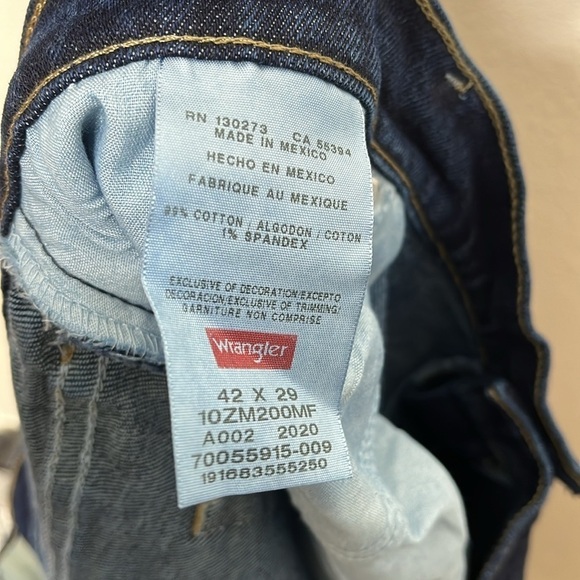 RN 130273 CA 55394
MADE IN MEXICO
HECHO EN MEXICO
FABRIQUE AU MEXIQUE
99% COTTON / ALGODON / COTON
1% SPANDEX
EXCLUSIVE OF DECORATION/EXCEPTO
DECORACION/EXCLUSIVE OF TRIMMING/
GARNITURE NON COMPRISE
Wrangler
42 X 29
10ZM200MF
A002 2020
70055915-009
191683555250